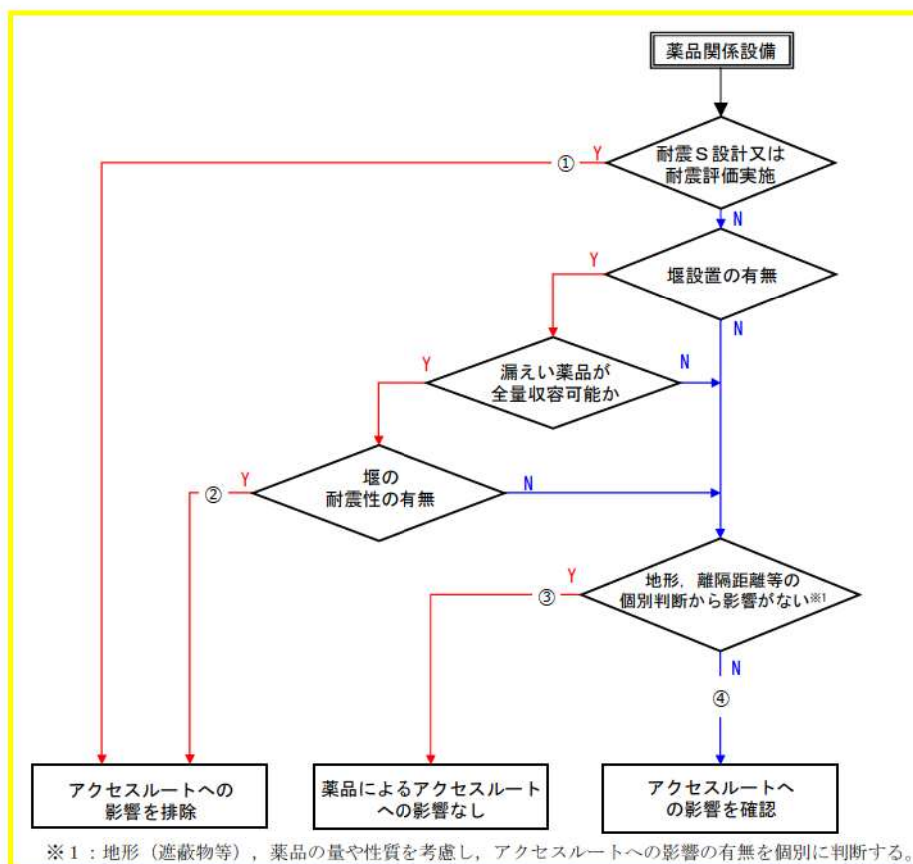 薬品関係設備
耐震S設計又は
耐震評価実施
Y
①
N
堰設置の有無
Y
N
漏えい薬品が
全量収容可能か
Y
N
堰の
耐震性の有無
Y
②
N
地形,離隔距離等の
個別判断から影響がない※1
Y
③
N
④
アクセスルートへの
影響を排除
薬品によるアクセスルート
への影響なし
アクセスルートへ
の影響を確認
※1:地形(遮蔽物等),薬品の量や性質を考慮し,アクセスルートへの影響の有無を個別に判断する。